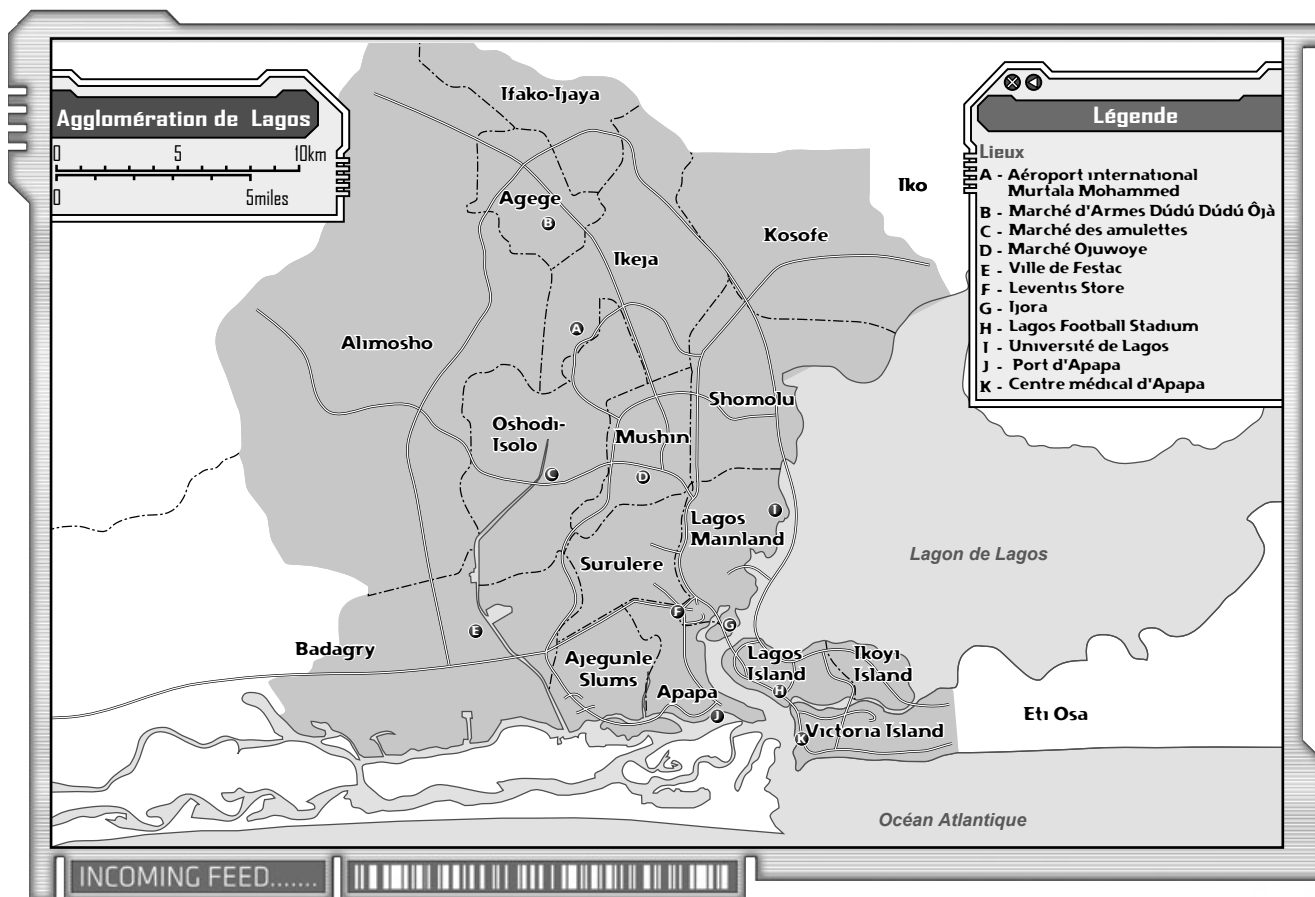 Agglomération de Lagos
0 5 10km
0 5miles
Légende
Lieux
A - Aéroport international
Murtala Mohammed
B - Marché d'Armes Dúdú Dúdú Ôjà
C - Marché des amulettes
D - Marché Ojuwoye
E - Ville de Festac
F - Leventis Store
G - Ijora
H - Lagos Football Stadium
I - Université de Lagos
J - Port d'Apapa
K - Centre médical d'Apapa
Ifako-Ijaya
Iko
Agege
B
Kosofe
Ikeja
A
Alimosho
Shomolu
Oshodi-
Isolo
Mushin
C
D
I
Lagos
Mainland
Lagon de Lagos
Surulere
F
G
E
Badagry
Ajegunle
Slums
Lagos
Island
Ikoyi
Island
Apapa
H
J
Eti Osa
K
Victoria Island
Océan Atlantique
INCOMING FEED.......